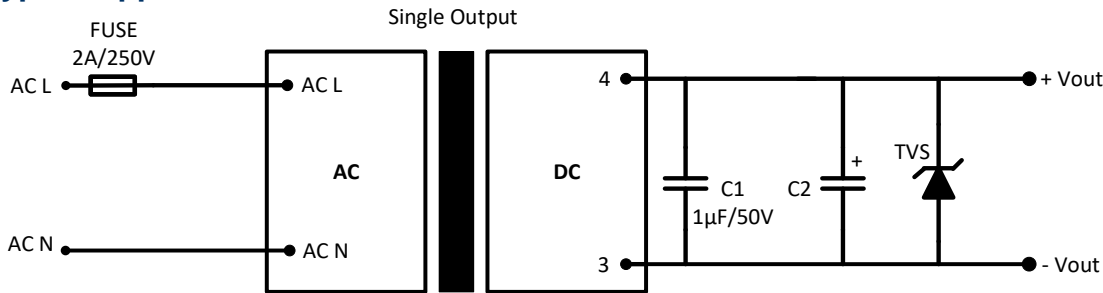 Single Output
FUSE
2A/250V
AC L
AC L
4
+ Vout
AC
DC
TVS
+
C1
C2
1µF/50V
AC N
AC N
3
- Vout